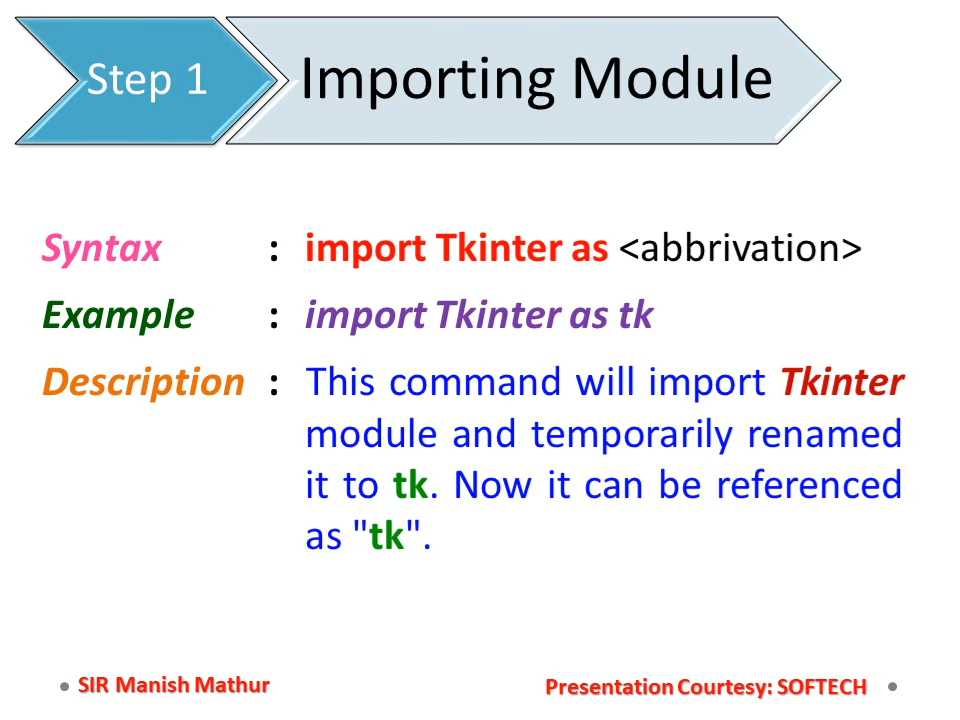 Step 1
Importing Module
Syntax : import Tkinter as <abbrivation>
Example : import Tkinter as tk
Description : This command will import Tkinter
module and temporarily renamed
it to tk. Now it can be referenced
as "tk".
SIR Manish Mathur
Presentation Courtesy: SOFTECH